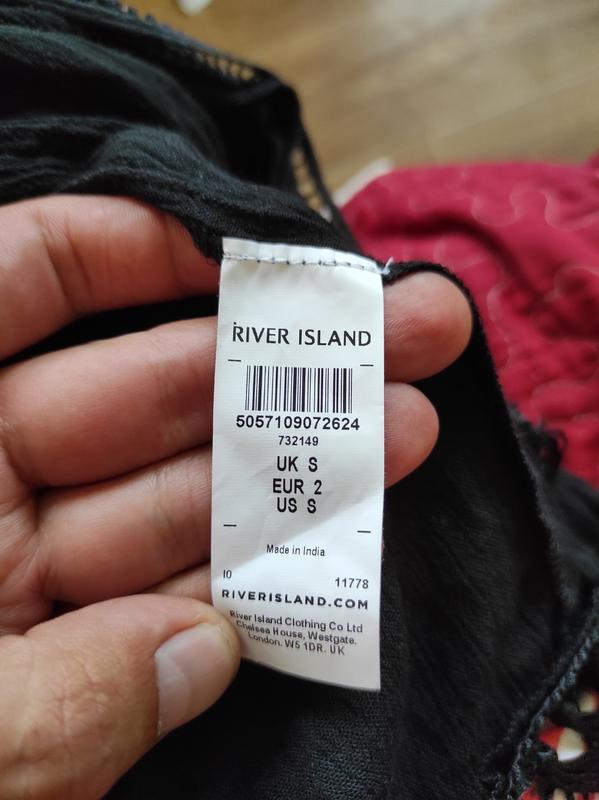 RIVER ISLAND
5057109072624
732149
UK S
EUR 2
US S
Made in India
IO 11778
RIVERISLAND.COM
River Island Clothing Co Ltd
Chelsea House, Westgate.
London. W5 1DR. UK